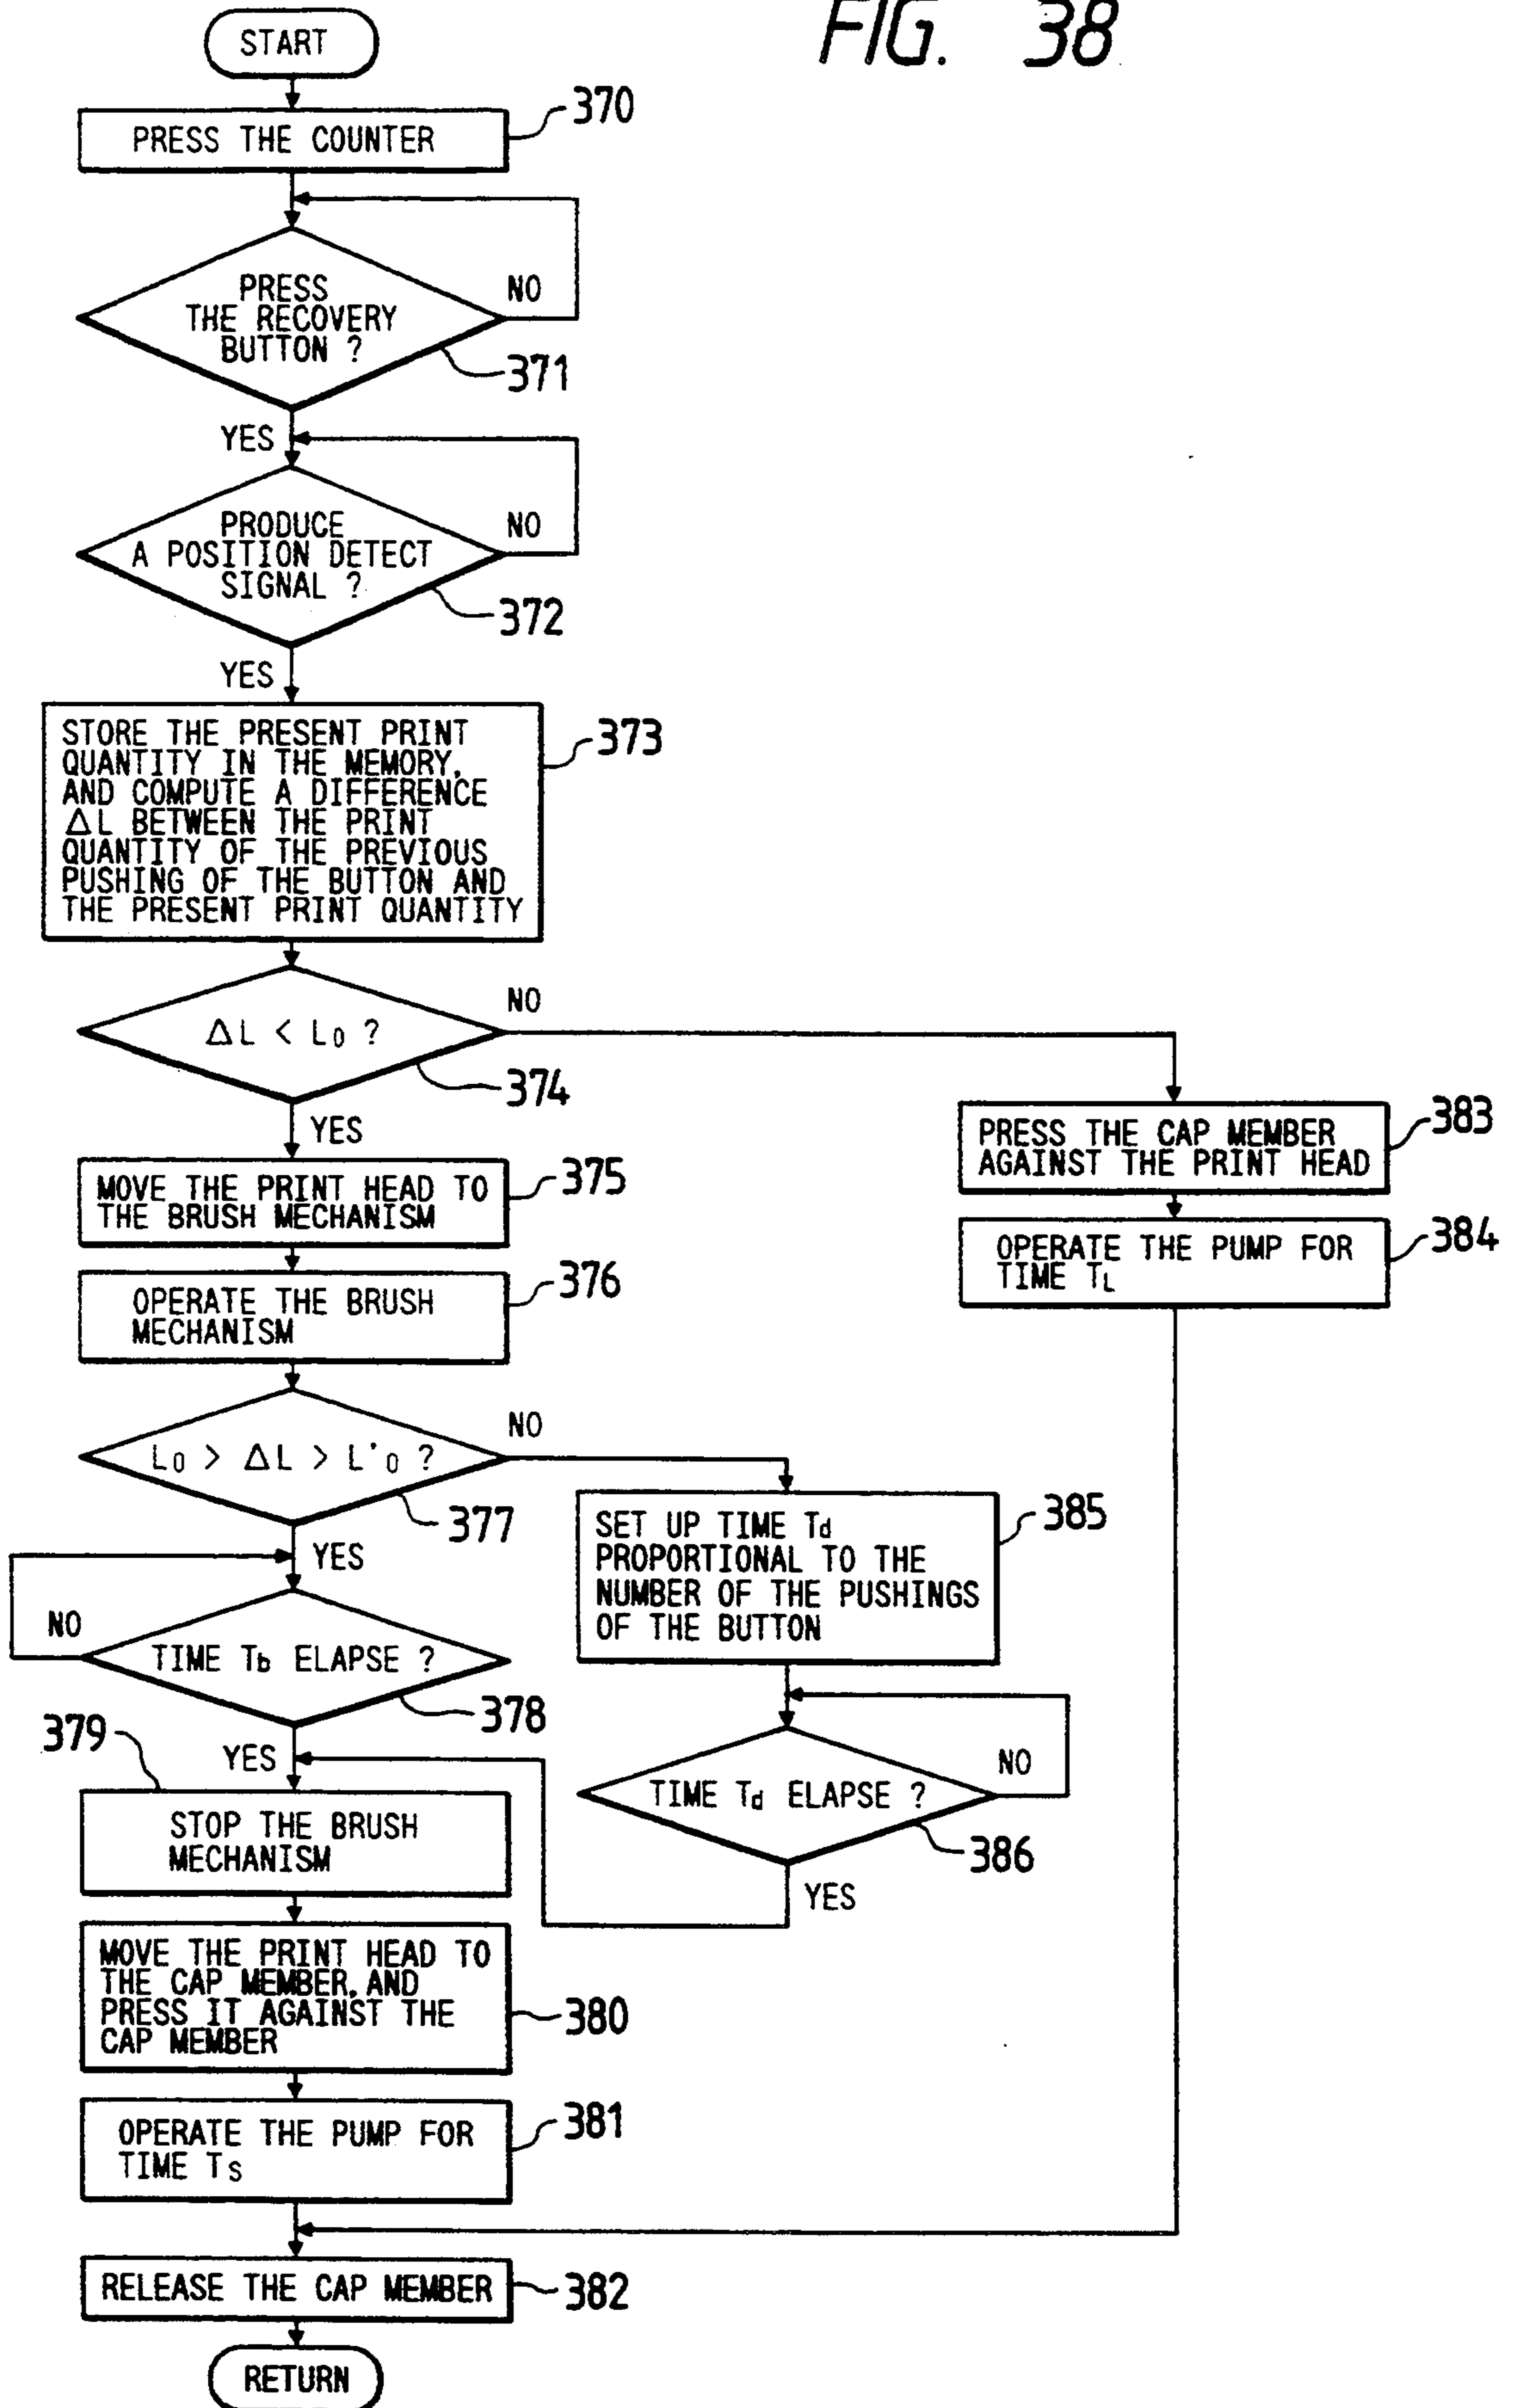 FIG. 38
START
PRESS THE COUNTER
370
PRESS
THE RECOVERY
BUTTON ?
NO
371
YES
PRODUCE
A POSITION DETECT
SIGNAL ?
NO
372
YES
STORE THE PRESENT PRINT
QUANTITY IN THE MEMORY,
AND COMPUTE A DIFFERENCE
ΔL BETWEEN THE PRINT
QUANTITY OF THE PREVIOUS
PUSHING OF THE BUTTON AND
THE PRESENT PRINT QUANTITY
373
ΔL < L0 ?
NO
374
YES
MOVE THE PRINT HEAD TO
THE BRUSH MECHANISM
375
OPERATE THE BRUSH
MECHANISM
376
L0 > ΔL > L'0 ?
NO
377
YES
TIME Tb ELAPSE ?
NO
378
YES
379
STOP THE BRUSH
MECHANISM
MOVE THE PRINT HEAD TO
THE CAP MEMBER, AND
PRESS IT AGAINST THE
CAP MEMBER
380
OPERATE THE PUMP FOR
TIME TS
381
RELEASE THE CAP MEMBER
382
RETURN
PRESS THE CAP MEMBER
AGAINST THE PRINT HEAD
383
OPERATE THE PUMP FOR
TIME TL
384
SET UP TIME Td
PROPORTIONAL TO THE
NUMBER OF THE PUSHINGS
OF THE BUTTON
385
TIME Td ELAPSE ?
NO
386
YES